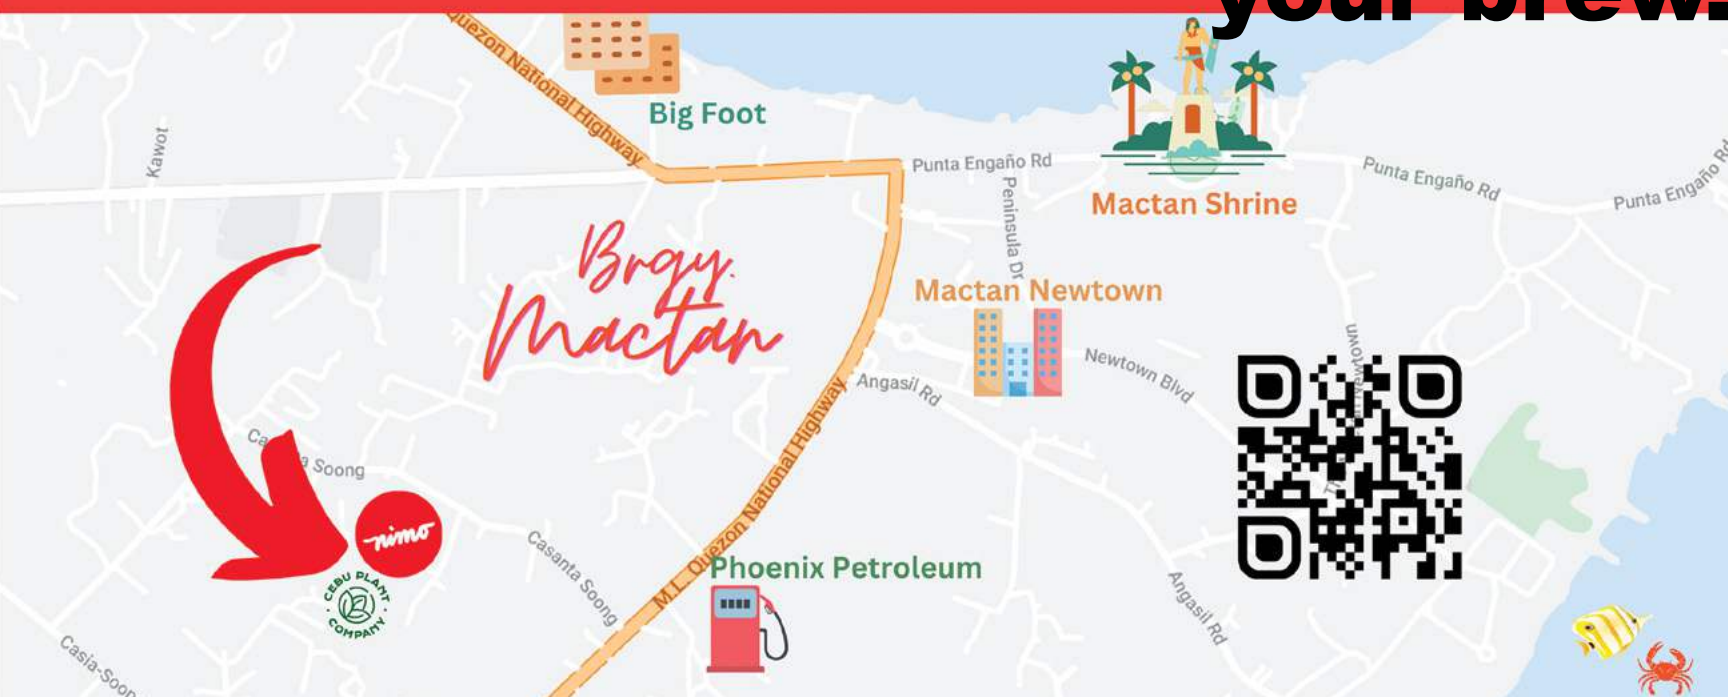 your brew.
Quezon National Highway
Big Foot
Kawot
Punta Engaño Rd
Peninsula Dr
Mactan Shrine
Punta Engaño Rd
Punta Engaño Rd
Brgy.
Mactan
Mactan Newtown
Newtown Blvd
Angasil Rd
M.L. Quezon National Highway
Soong
nimo
CEBU PLANT
COMPANY
Casanta Soong
Phoenix Petroleum
Angasil Rd
Casia-Soon